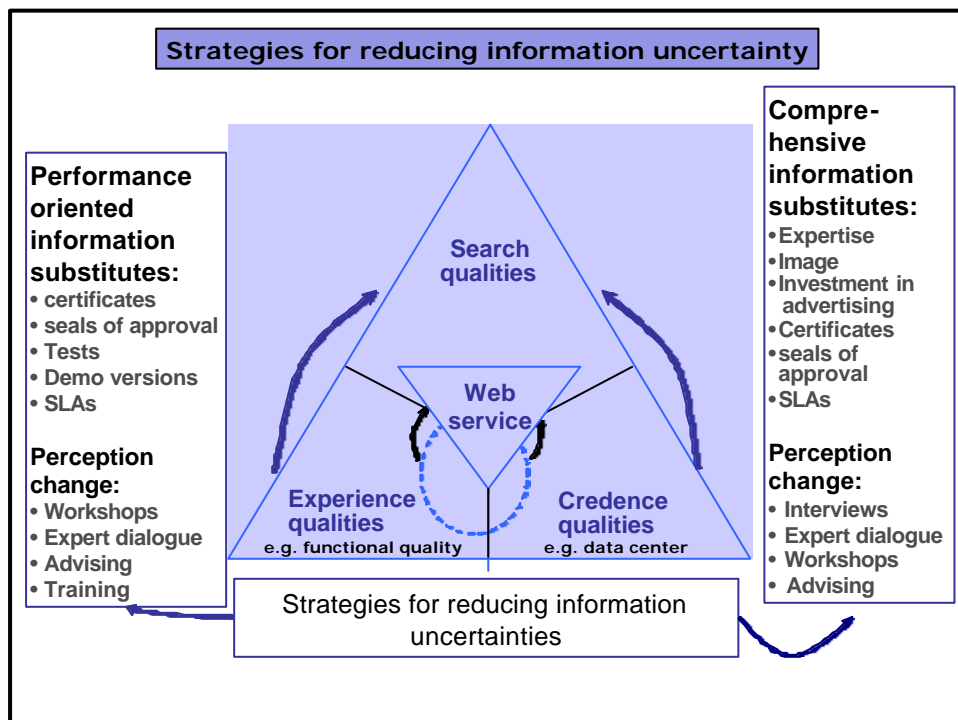 Strategies for reducing information uncertainty
Performance
oriented
information
substitutes:
• certificates
• seals of approval
• Tests
• Demo versions
• SLAs
Perception
change:
• Workshops
• Expert dialogue
• Advising
• Training
Search
qualities
Web
service
Experience
qualities
e.g. functional quality
Credence
qualities
e.g. data center
Compre-
hensive
information
substitutes:
• Expertise
• Image
• Investment in
advertising
• Certificates
• seals of
approval
• SLAs
Perception
change:
• Interviews
• Expert dialogue
• Workshops
• Advising
Strategies for reducing information
uncertainties